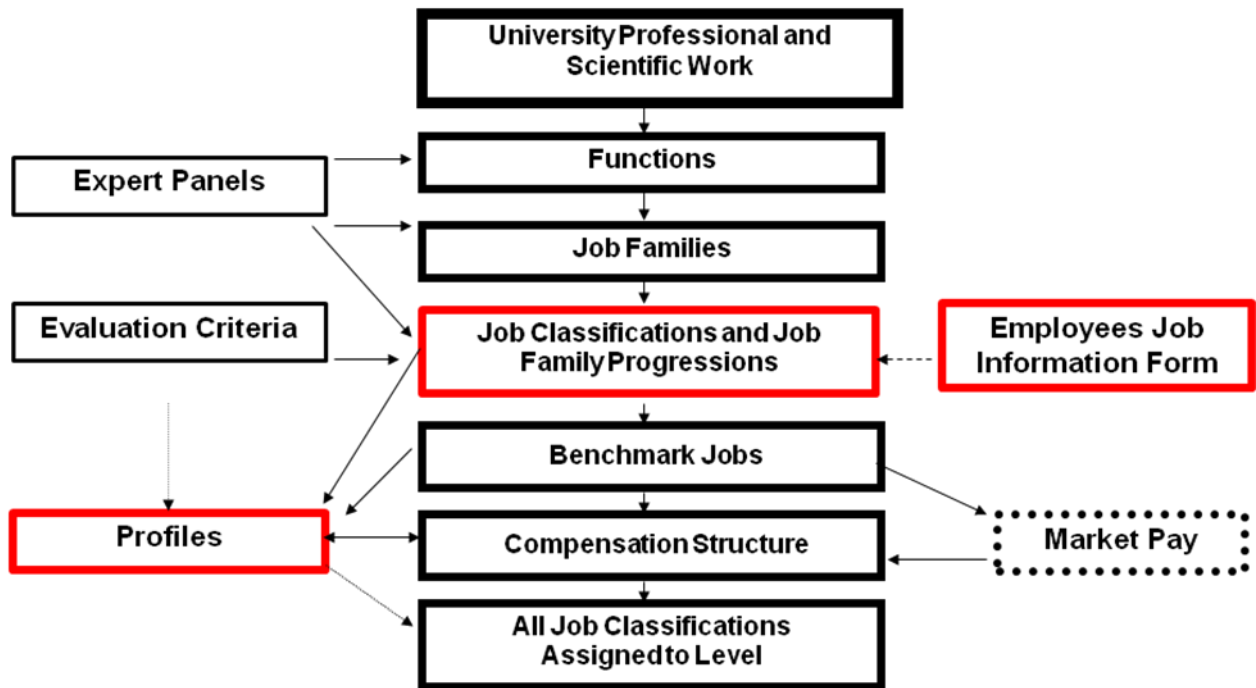 University Professional and
Scientific Work
Functions
Expert Panels
Job Families
Evaluation Criteria
Job Classifications and Job
Family Progressions
Employees Job
Information Form
Benchmark Jobs
Profiles
Compensation Structure
Market Pay
All Job Classifications
Assigned to Level